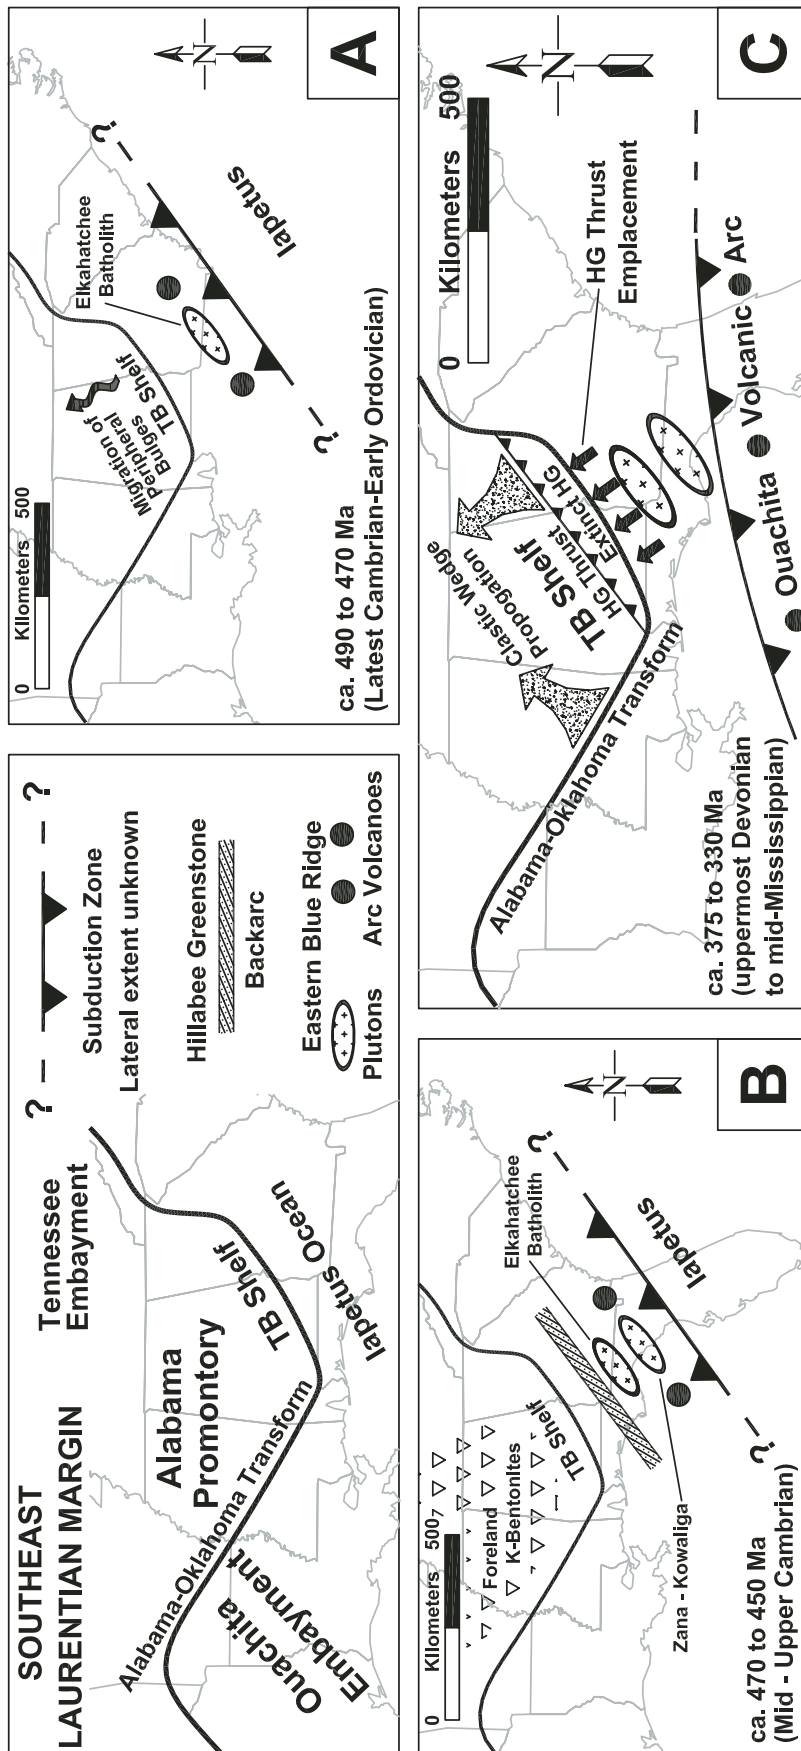 SOUTHEAST
LAURENTIAN MARGIN
Tennessee
Embayment
Alabama
Promontory
TB Shelf
Iapetus Ocean
Alabama-Oklahoma Transform
Ouachita
Embayment
? ?
Subduction Zone
Lateral extent unknown
Hillabee Greenstone
Backarc
Eastern Blue Ridge
Plutons
Arc Volcanoes
Kilometers
0 500
Migration of
Peripheral
Bulges
TB Shelf
Elkahatchee
Batholith
?
?
Iapetus
N
ca. 490 to 470 Ma
(Latest Cambrian-Early Ordovician)
A
Kilometers
0 500
Foreland
K-Bentonites
TB Shelf
Elkahatchee
Batholith
Zana - Kowaliga
?
?
Iapetus
N
ca. 470 to 450 Ma
(Mid - Upper Cambrian)
B
Kilometers
0 500
Clastic Wedge
Propogation
TB Shelf
HG Thrust
Extinct HG
HG Thrust
Emplacement
Alabama-Oklahoma Transform
Ouachita Volcanic Arc
N
ca. 375 to 330 Ma
(uppermost Devonian
to mid-Mississippian)
C